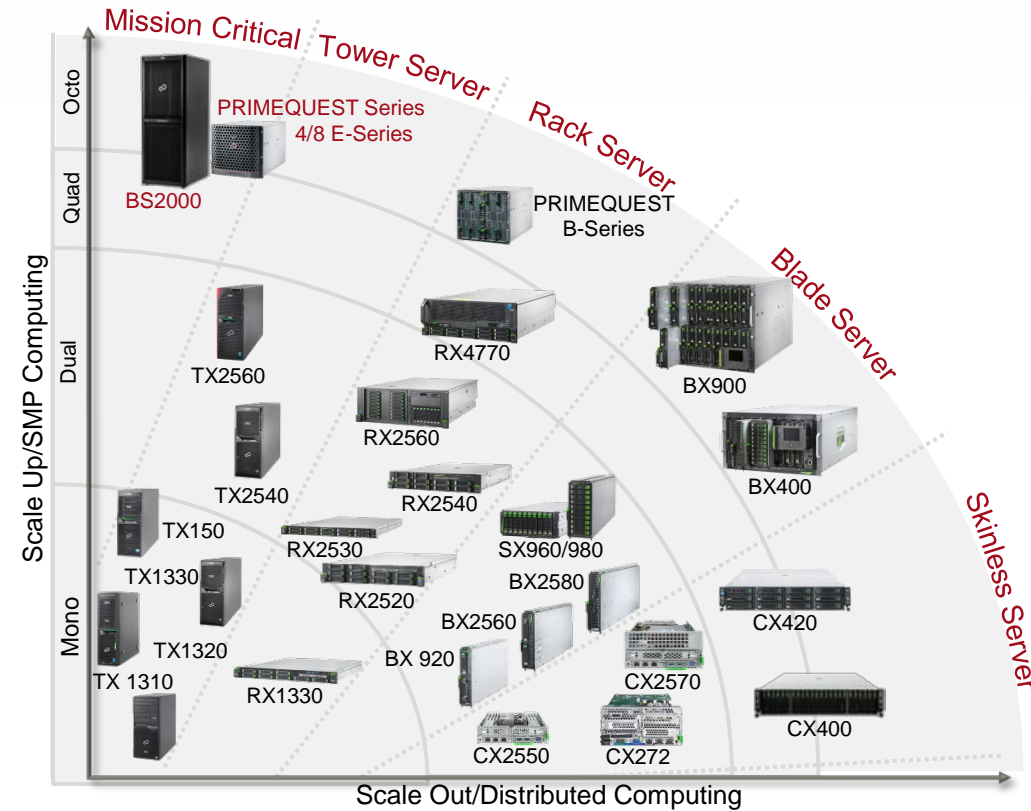 Mission Critical
Tower Server
Rack Server
Blade Server
Skinless Server
Scale Up/SMP Computing
Octo
Quad
Dual
Mono
PRIMEQUEST Series
4/8 E-Series
BS2000
PRIMEQUEST
B-Series
TX2560
RX4770
BX900
RX2560
TX2540
RX2540
BX400
TX150
RX2530
SX960/980
TX1330
RX2520
BX2580
BX2560
CX420
TX1320
BX 920
TX 1310
RX1330
CX2570
CX400
CX2550
CX272
Scale Out/Distributed Computing